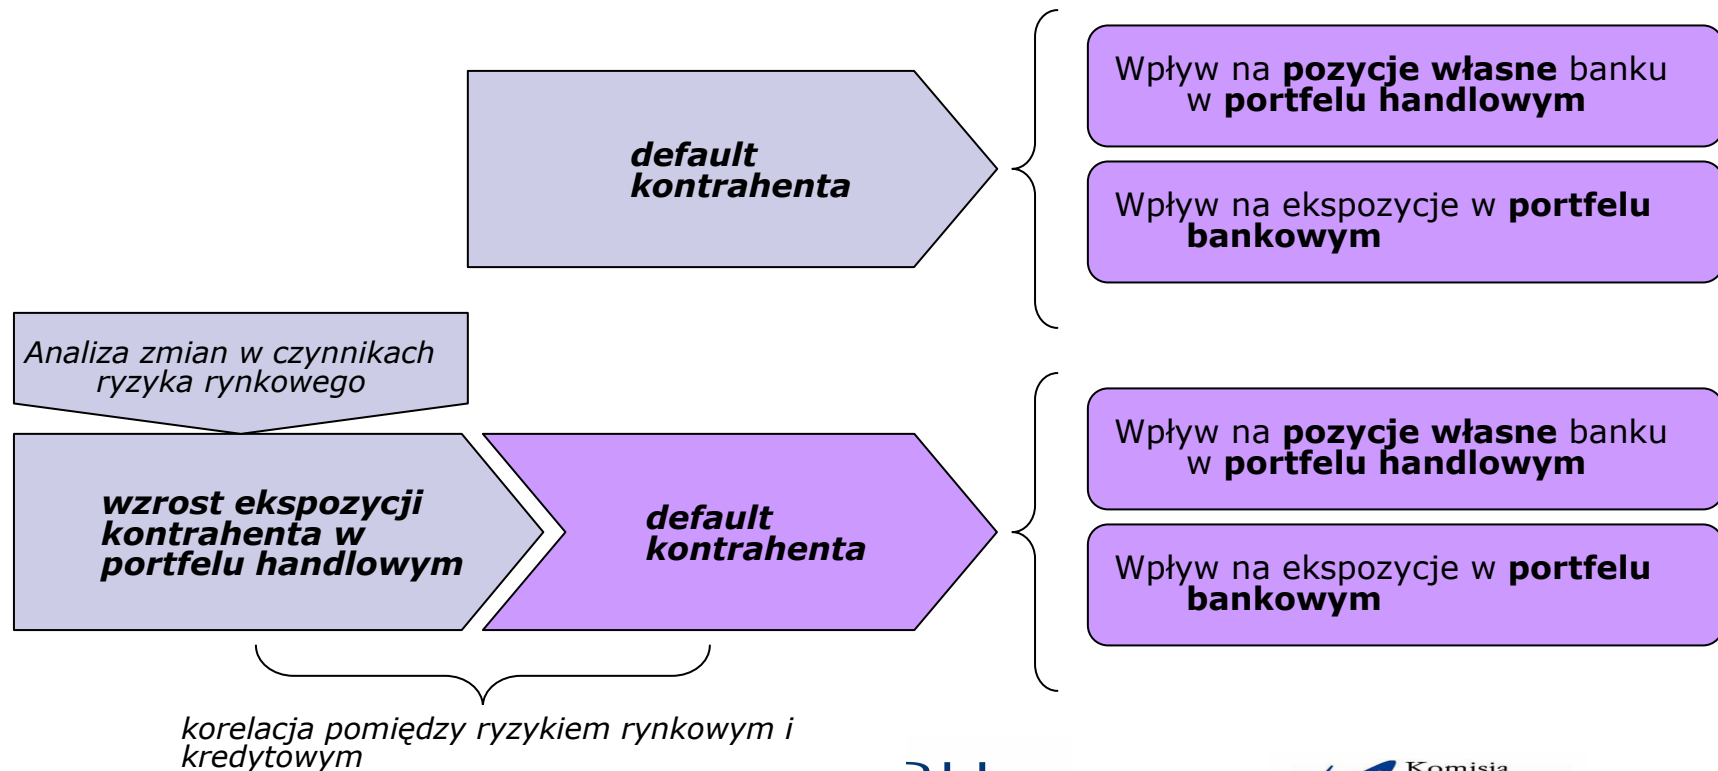 Wpływ na pozycje własne banku
w portfelu handlowym
default
kontrahenta
Wpływ na ekspozycje w portfelu
bankowym
Analiza zmian w czynnikach
ryzyka rynkowego
Wpływ na pozycje własne banku
w portfelu handlowym
wzrost ekspozycji
kontrahenta w
portfelu handlowym
default
kontrahenta
Wpływ na ekspozycje w portfelu
bankowym
korelacja pomiędzy ryzykiem rynkowym i
kredytowym
Komisja